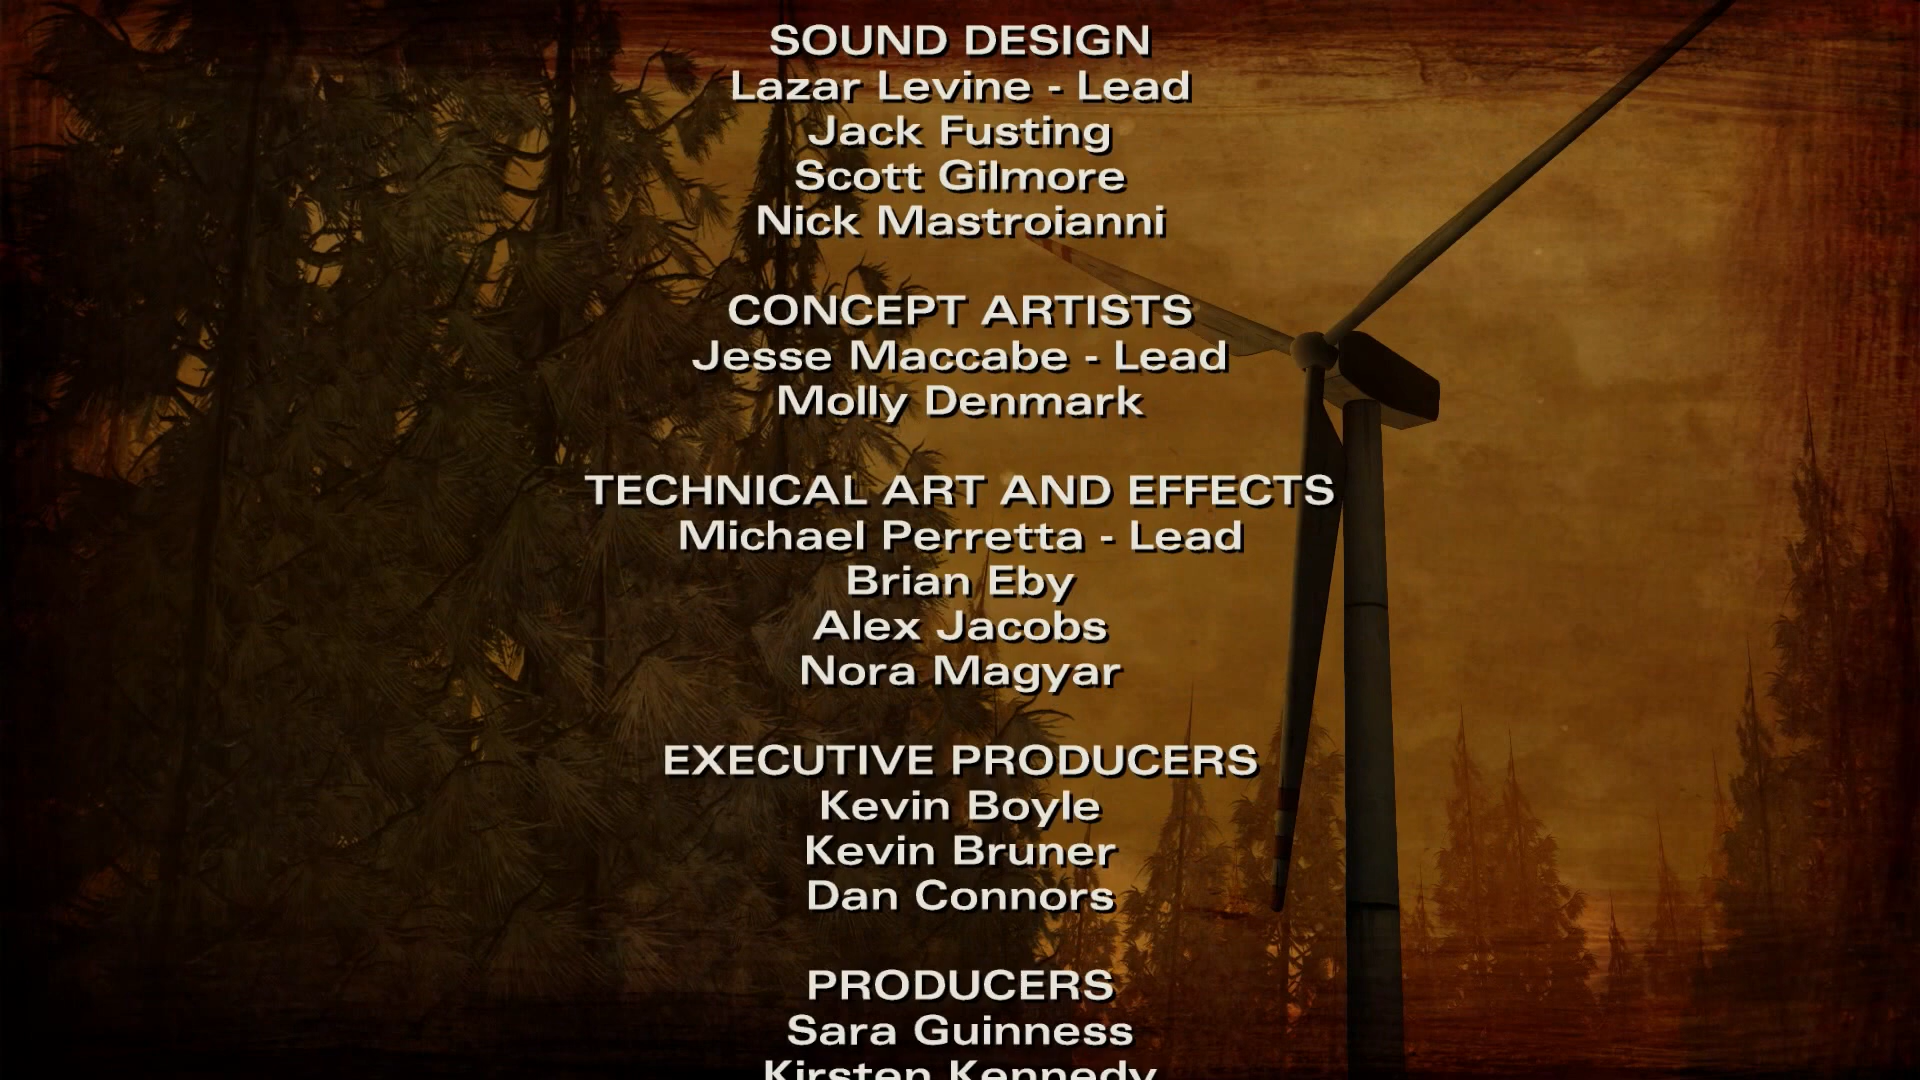 SOUND DESIGN
Lazar Levine - Lead
Jack Fusting
Scott Gilmore
Nick Mastroianni
CONCEPT ARTISTS
Jesse Maccabe - Lead
Molly Denmark
TECHNICAL ART AND EFFECTS
Michael Perretta - Lead
Brian Eby
Alex Jacobs
Nora Magyar
EXECUTIVE PRODUCERS
Kevin Boyle
Kevin Bruner
Dan Connors
PRODUCERS
Sara Guinness
Kirsten Kennedy